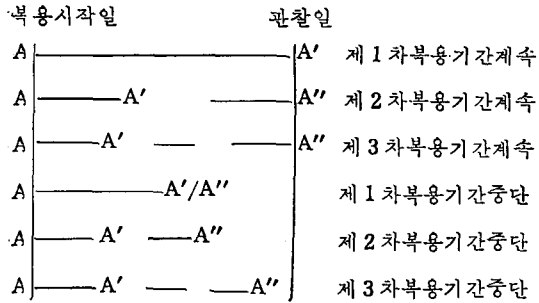 복용시작일 관찰일
A A′ 제 1 차복용기간계속
A A′ A″ 제 2 차복용기간계속
A A′ A″ 제 3 차복용기간계속
A A′/A″ 제 1 차복용기간중단
A A′ A″ 제 2 차복용기간중단
A A′ A″ 제 3 차복용기간중단